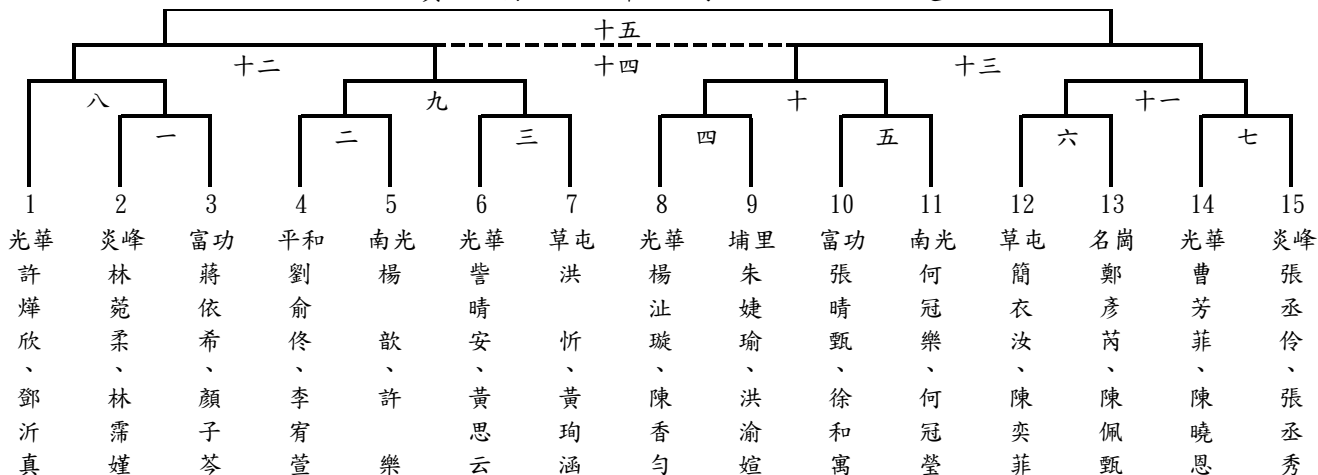 十五
十二 十四 十三
八 九 十 十一
一 二 三 四 五 六 七
1 2 3 4 5 6 7 8 9 10 11 12 13 14 15
光華 炎峰 富功 平和 南光 光華 草屯 光華 埔里 富功 南光 草屯 名崗 光華 炎峰
許燁欣、鄧沂真
林菀柔、林霈嫤
蔣依希、顏子芩
劉俞佟、李宥萱
楊歆、許樂
訾晴安、黃思云
洪忻、黃珣涵
楊沚璇、陳香勻
朱婕瑜、洪渝媗
張晴甄、徐和寓
何冠樂、何冠瑩
簡衣汝、陳奕菲
鄭彥芮、陳佩甄
曹芳菲、陳曉恩
張丞伶、張丞秀